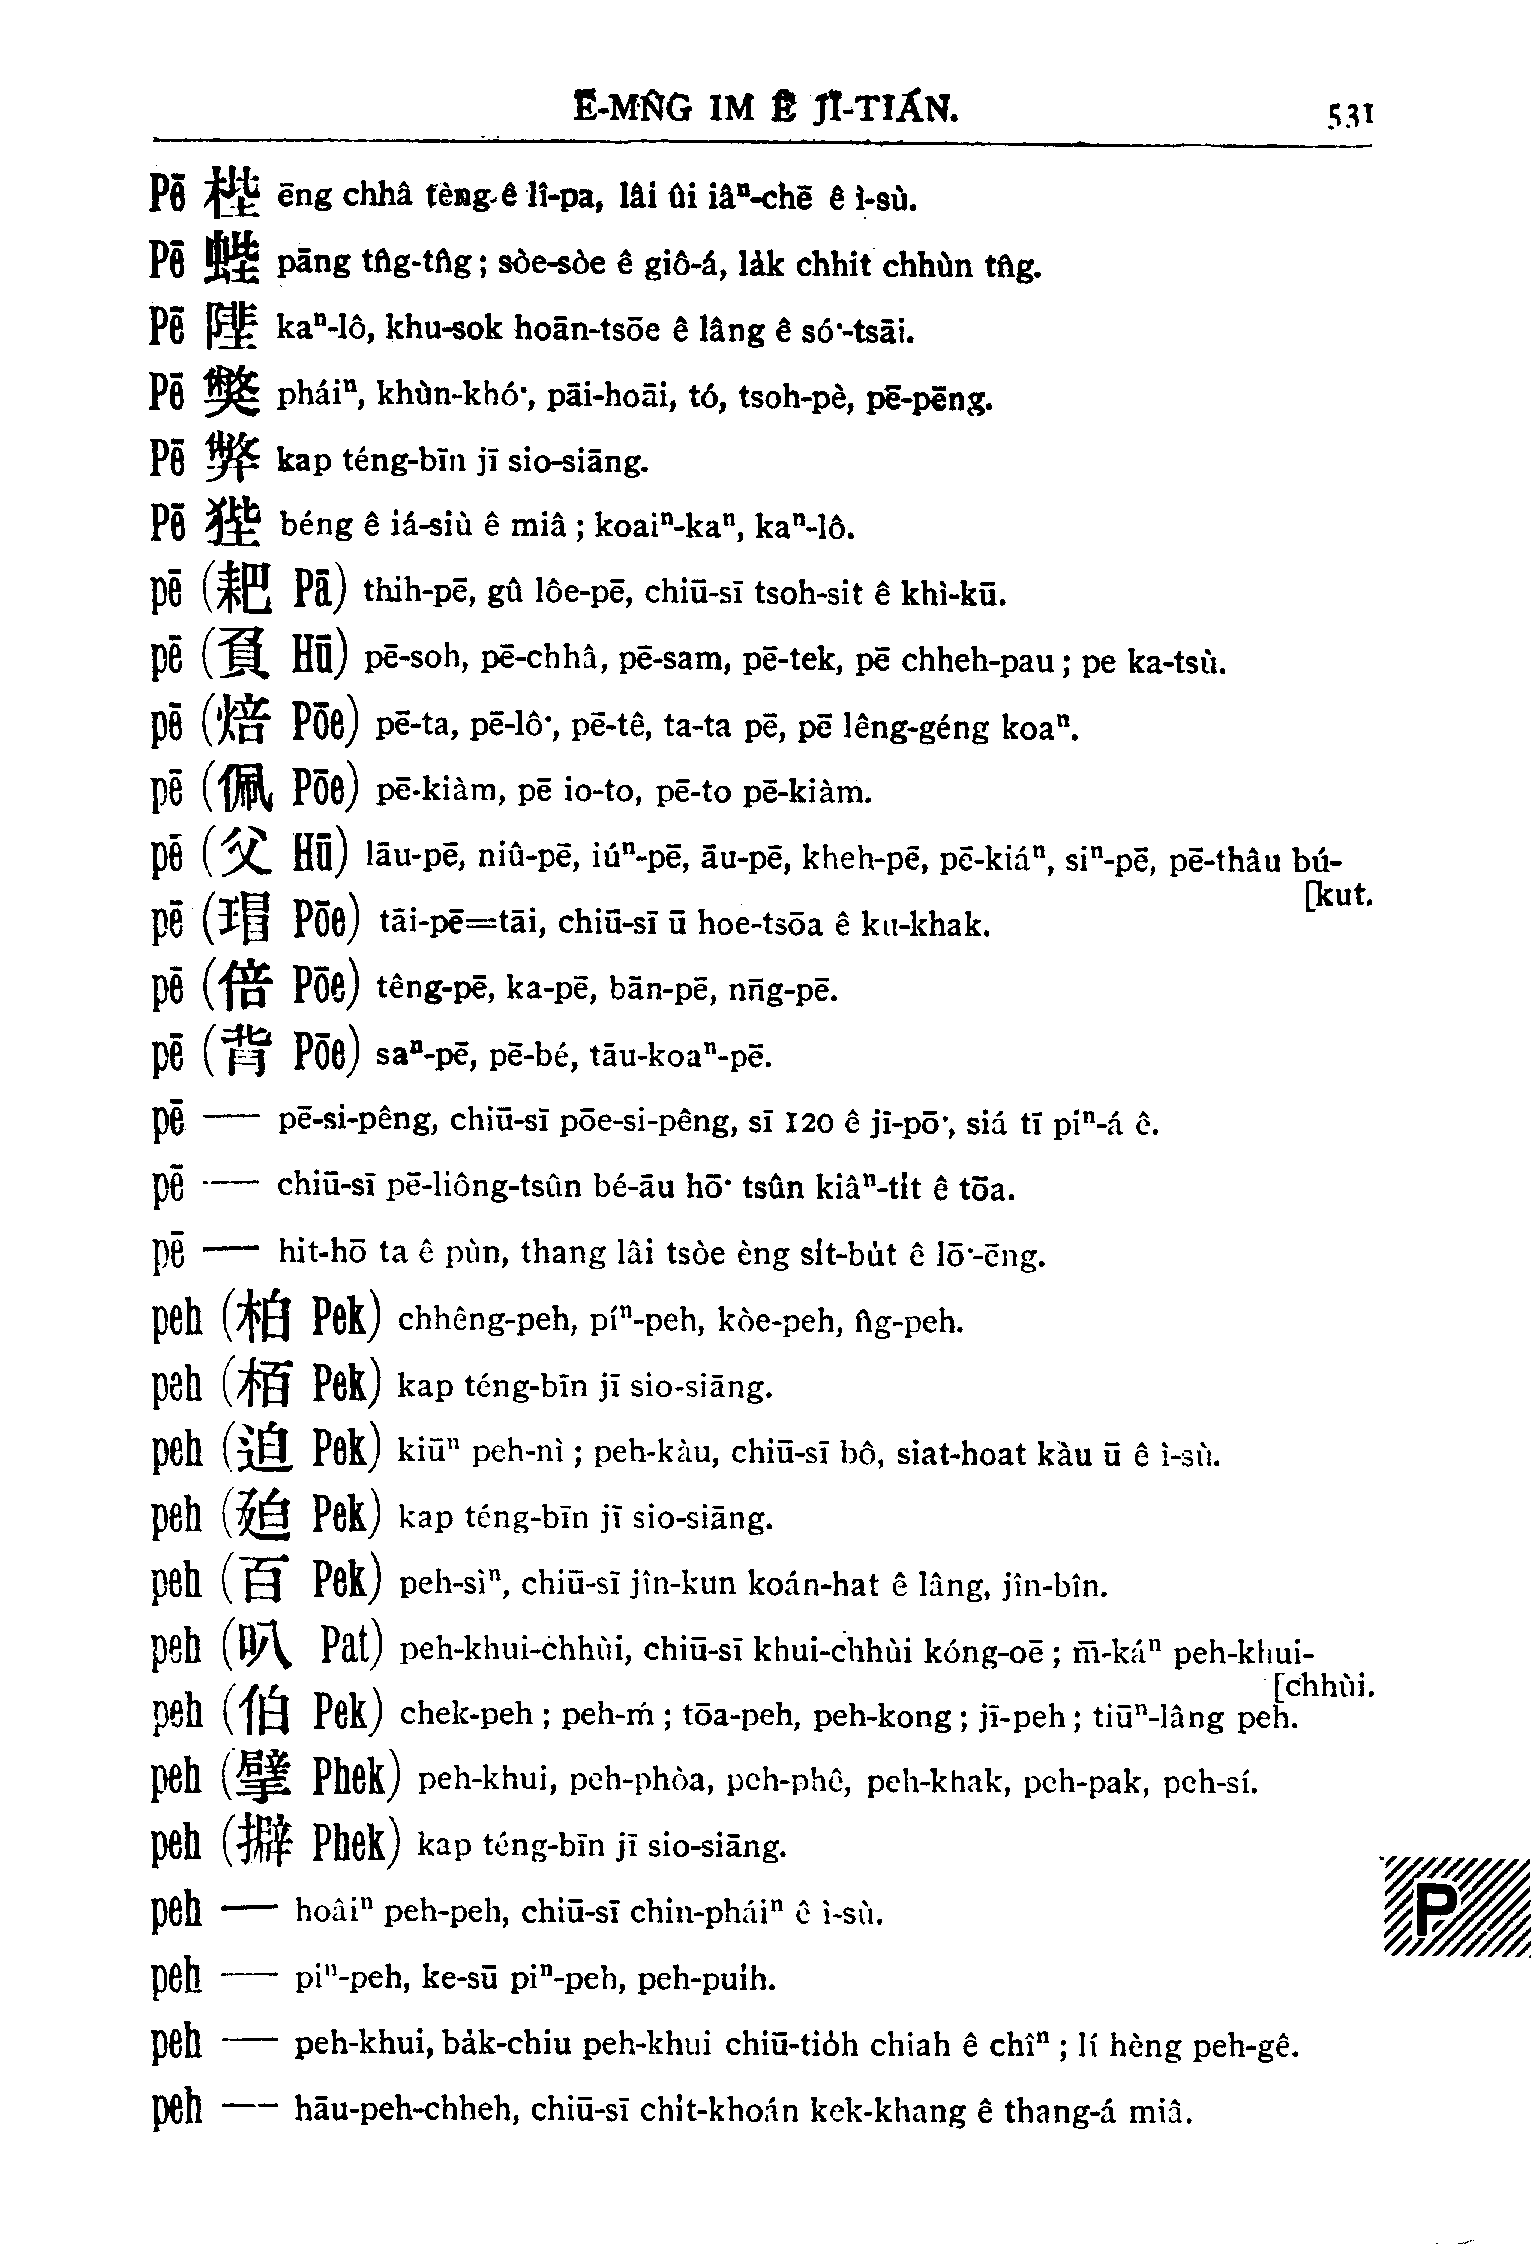 Ē-MN̂G IM Ê JĪ-TIÁN. 531
Pē 梐 ēng chhâ tèng-ê lî-pa, lâi ûi iâⁿ-chē ê ì-sù.
Pē 蜌 pāng tn̂g-tn̂g; sòe-sòe ê giô-á, la̍k chhit chhùn tn̂g.
Pē 陛 kaⁿ-lô, khu-sok hoān-tsōe ê lâng ê só͘-tsāi.
Pē 獘 pháiⁿ, khùn-khó͘, pāi-hoāi, tó, tsoh-pè, pē-pēng.
Pē 弊 kap téng-bīn jī sio-siāng.
Pē 狴 béng ê iá-siù ê miâ; koaiⁿ-kaⁿ, kaⁿ-lô.
pē (耙 Pā) thih-pē, gû lôe-pē, chiū-sī tsoh-sit ê khì-kū.
pē (負 Hū) pē-soh, pē-chhâ, pē-sam, pē-tek, pē chheh-pau; pe ka-tsù.
pē (焙 Pōe) pē-ta, pē-lô͘, pē-tê, ta-ta pē, pē lêng-géng koaⁿ.
pē (佩 Pōe) pē-kiàm, pē io-to, pē-to pē-kiàm.
pē (父 Hū) lāu-pē, niû-pē, iúⁿ-pē, āu-pē, kheh-pē, pē-kiáⁿ, siⁿ-pē, pē-thâu bú-
[kut.
pē (瑁 Pōe) tāi-pē=tāi, chiū-sī ū hoe-tsōa ê ku-khak.
pē (倍 Pōe) têng-pē, ka-pē, bān-pē, nn̄g-pē.
pē (背 Pōe) saⁿ-pē, pē-bé, tāu-koaⁿ-pē.
pē — pē-si-pêng, chiū-sī pōe-si-pêng, sī 120 ê jī-pō͘, siá tī piⁿ-á ê.
pē — chiū-sī pē-liông-tsûn bé-āu hō͘ tsûn kiâⁿ-ti̍t ê tōa.
pē — hit-hō ta ê pùn, thang lâi tsòe èng si̍t-bu̍t ê lō͘-ēng.
peh (柏 Pek) chhêng-peh, píⁿ-peh, kòe-peh, n̂g-peh.
peh (栢 Pek) kap téng-bīn jī sio-siāng.
peh (迫 Pek) kiūⁿ peh-nì; peh-kàu, chiū-sī bô, siat-hoat kàu ū ê ì-sù.
peh (廹 Pek) kap téng-bīn jī sio-siāng.
peh (百 Pek) peh-sìⁿ, chiū-sī jîn-kun koán-hat ê lâng, jîn-bîn.
peh (叭 Pat) peh-khui-chhùi, chiū-sī khui-chhùi kóng-oē; m̄-káⁿ peh-khui-
[chhùi.
peh (伯 Pek) chek-peh; peh-ḿ; tōa-peh, peh-kong; jī-peh; tiūⁿ-lâng peh.
peh (擘 Phek) peh-khui, peh-phòa, peh-phê, peh-khak, peh-pak, peh-sí.
peh (擗 Phek) kap téng-bīn jī sio-siāng.
peh — hoâiⁿ peh-peh, chiū-sī chin-pháiⁿ ê ì-sù.
peh — piⁿ-peh, ke-sū piⁿ-peh, peh-pui̍h.
peh — peh-khui, ba̍k-chiu peh-khui chiū-tio̍h chiah ê chîⁿ; lí hèng peh-gê.
peh — hāu-peh-chheh, chiū-sī chi̍t-khoán kek-khang ê thang-á miâ.
P